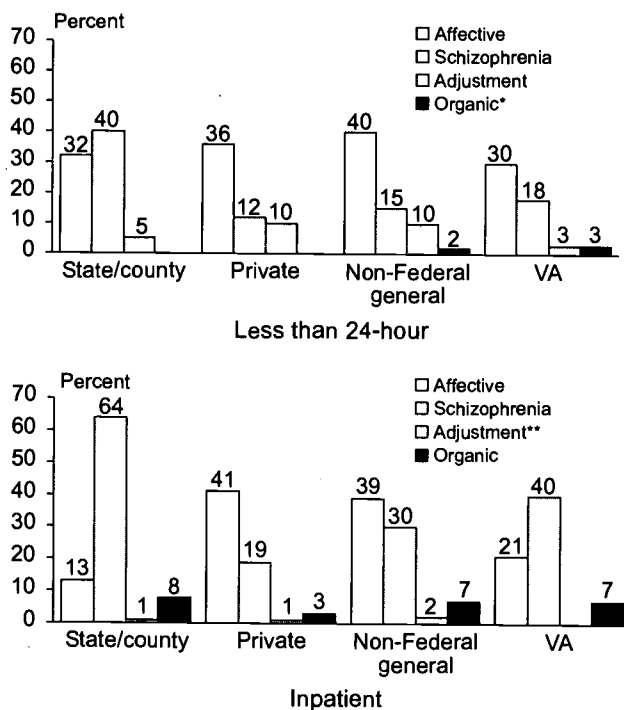 Percent
70
60
50
40
30
20
10
0
Affective
Schizophrenia
Adjustment
Organic*
32 40 5
36 12 10
40 15 10 2
30 18 3 3
State/county Private Non-Federal general VA
Less than 24-hour
Percent
70
60
50
40
30
20
10
0
Affective
Schizophrenia
Adjustment**
Organic
13 64 1 8
41 19 1 3
39 30 2 7
21 40 7
State/county Private Non-Federal general VA
Inpatient